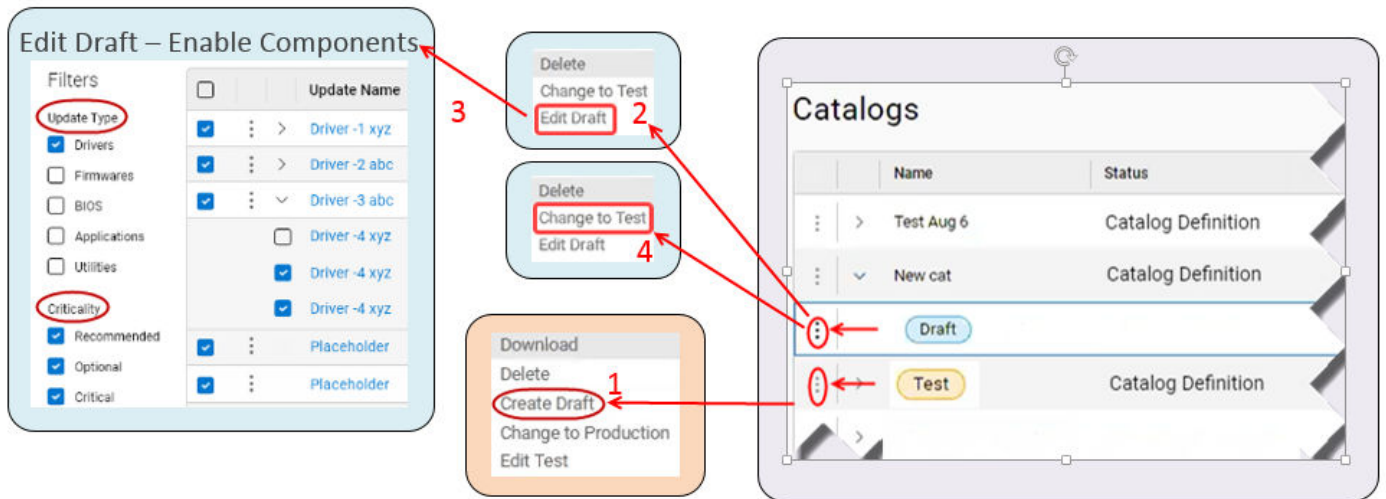 Edit Draft – Enable Components
Filters
Update Type
Drivers
Firmwares
BIOS
Applications
Utilities
Criticality
Recommended
Optional
Critical
Update Name
Driver -1 xyz
Driver -2 abc
Driver -3 abc
Driver -4 xyz
Driver -4 xyz
Driver -4 xyz
Placeholder
Placeholder
3
Delete
Change to Test
Edit Draft
2
Delete
Change to Test
Edit Draft
4
Download
Delete
Create Draft
1
Change to Production
Edit Test
Catalogs
Name Status
Test Aug 6 Catalog Definition
New cat Catalog Definition
Draft
Test Catalog Definition